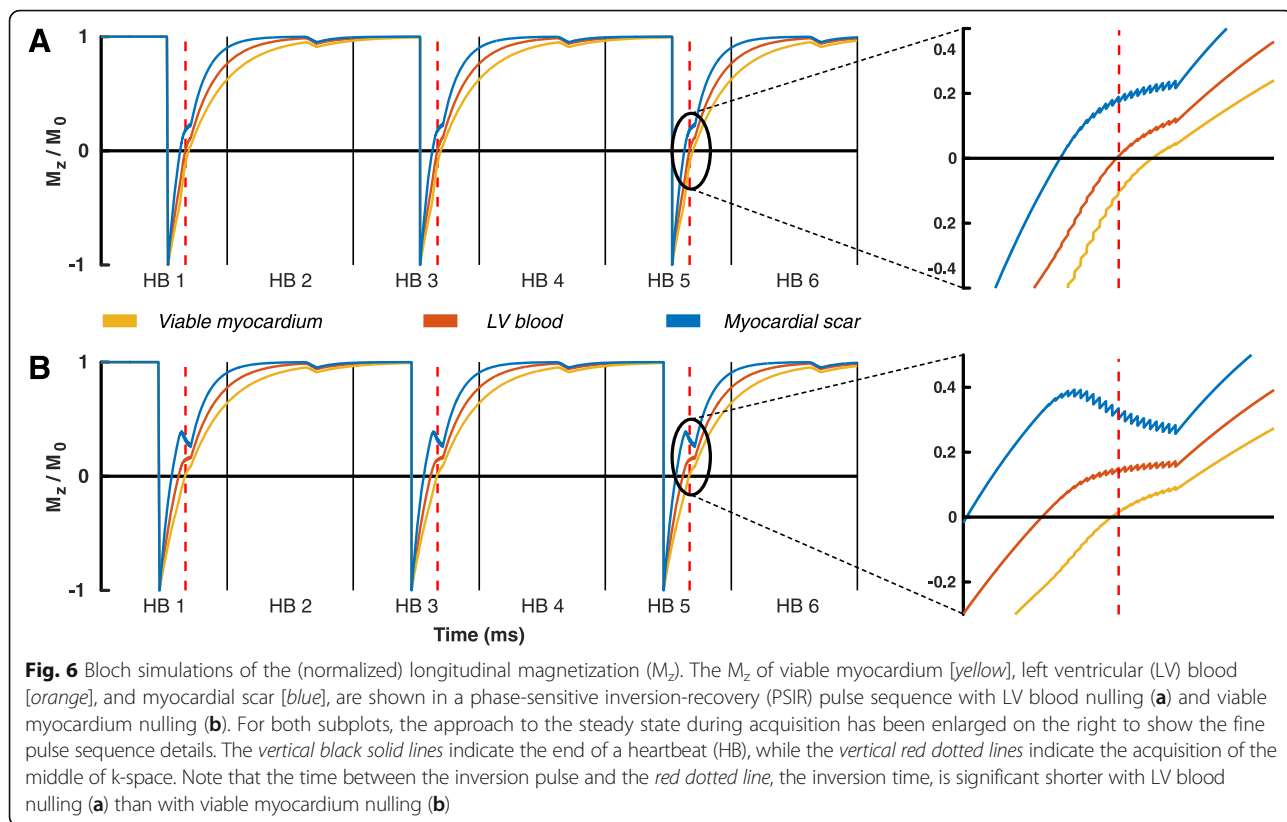 A
1
0
-1
M_z / M_0
HB 1
HB 2
HB 3
HB 4
HB 5
HB 6
0.4
0.2
0
0.2
-0.4
Viable myocardium
LV blood
Myocardial scar
B
1
0
-1
M_z / M_0
HB 1
HB 2
HB 3
HB 4
HB 5
HB 6
Time (ms)
0.4
0.2
0
-0.2
Fig. 6 Bloch simulations of the (normalized) longitudinal magnetization (M_z). The M_z of viable myocardium [yellow], left ventricular (LV) blood
[orange], and myocardial scar [blue], are shown in a phase-sensitive inversion-recovery (PSIR) pulse sequence with LV blood nulling (a) and viable
myocardium nulling (b). For both subplots, the approach to the steady state during acquisition has been enlarged on the right to show the fine
pulse sequence details. The vertical black solid lines indicate the end of a heartbeat (HB), while the vertical red dotted lines indicate the acquisition of the
middle of k-space. Note that the time between the inversion pulse and the red dotted line, the inversion time, is significant shorter with LV blood
nulling (a) than with viable myocardium nulling (b)